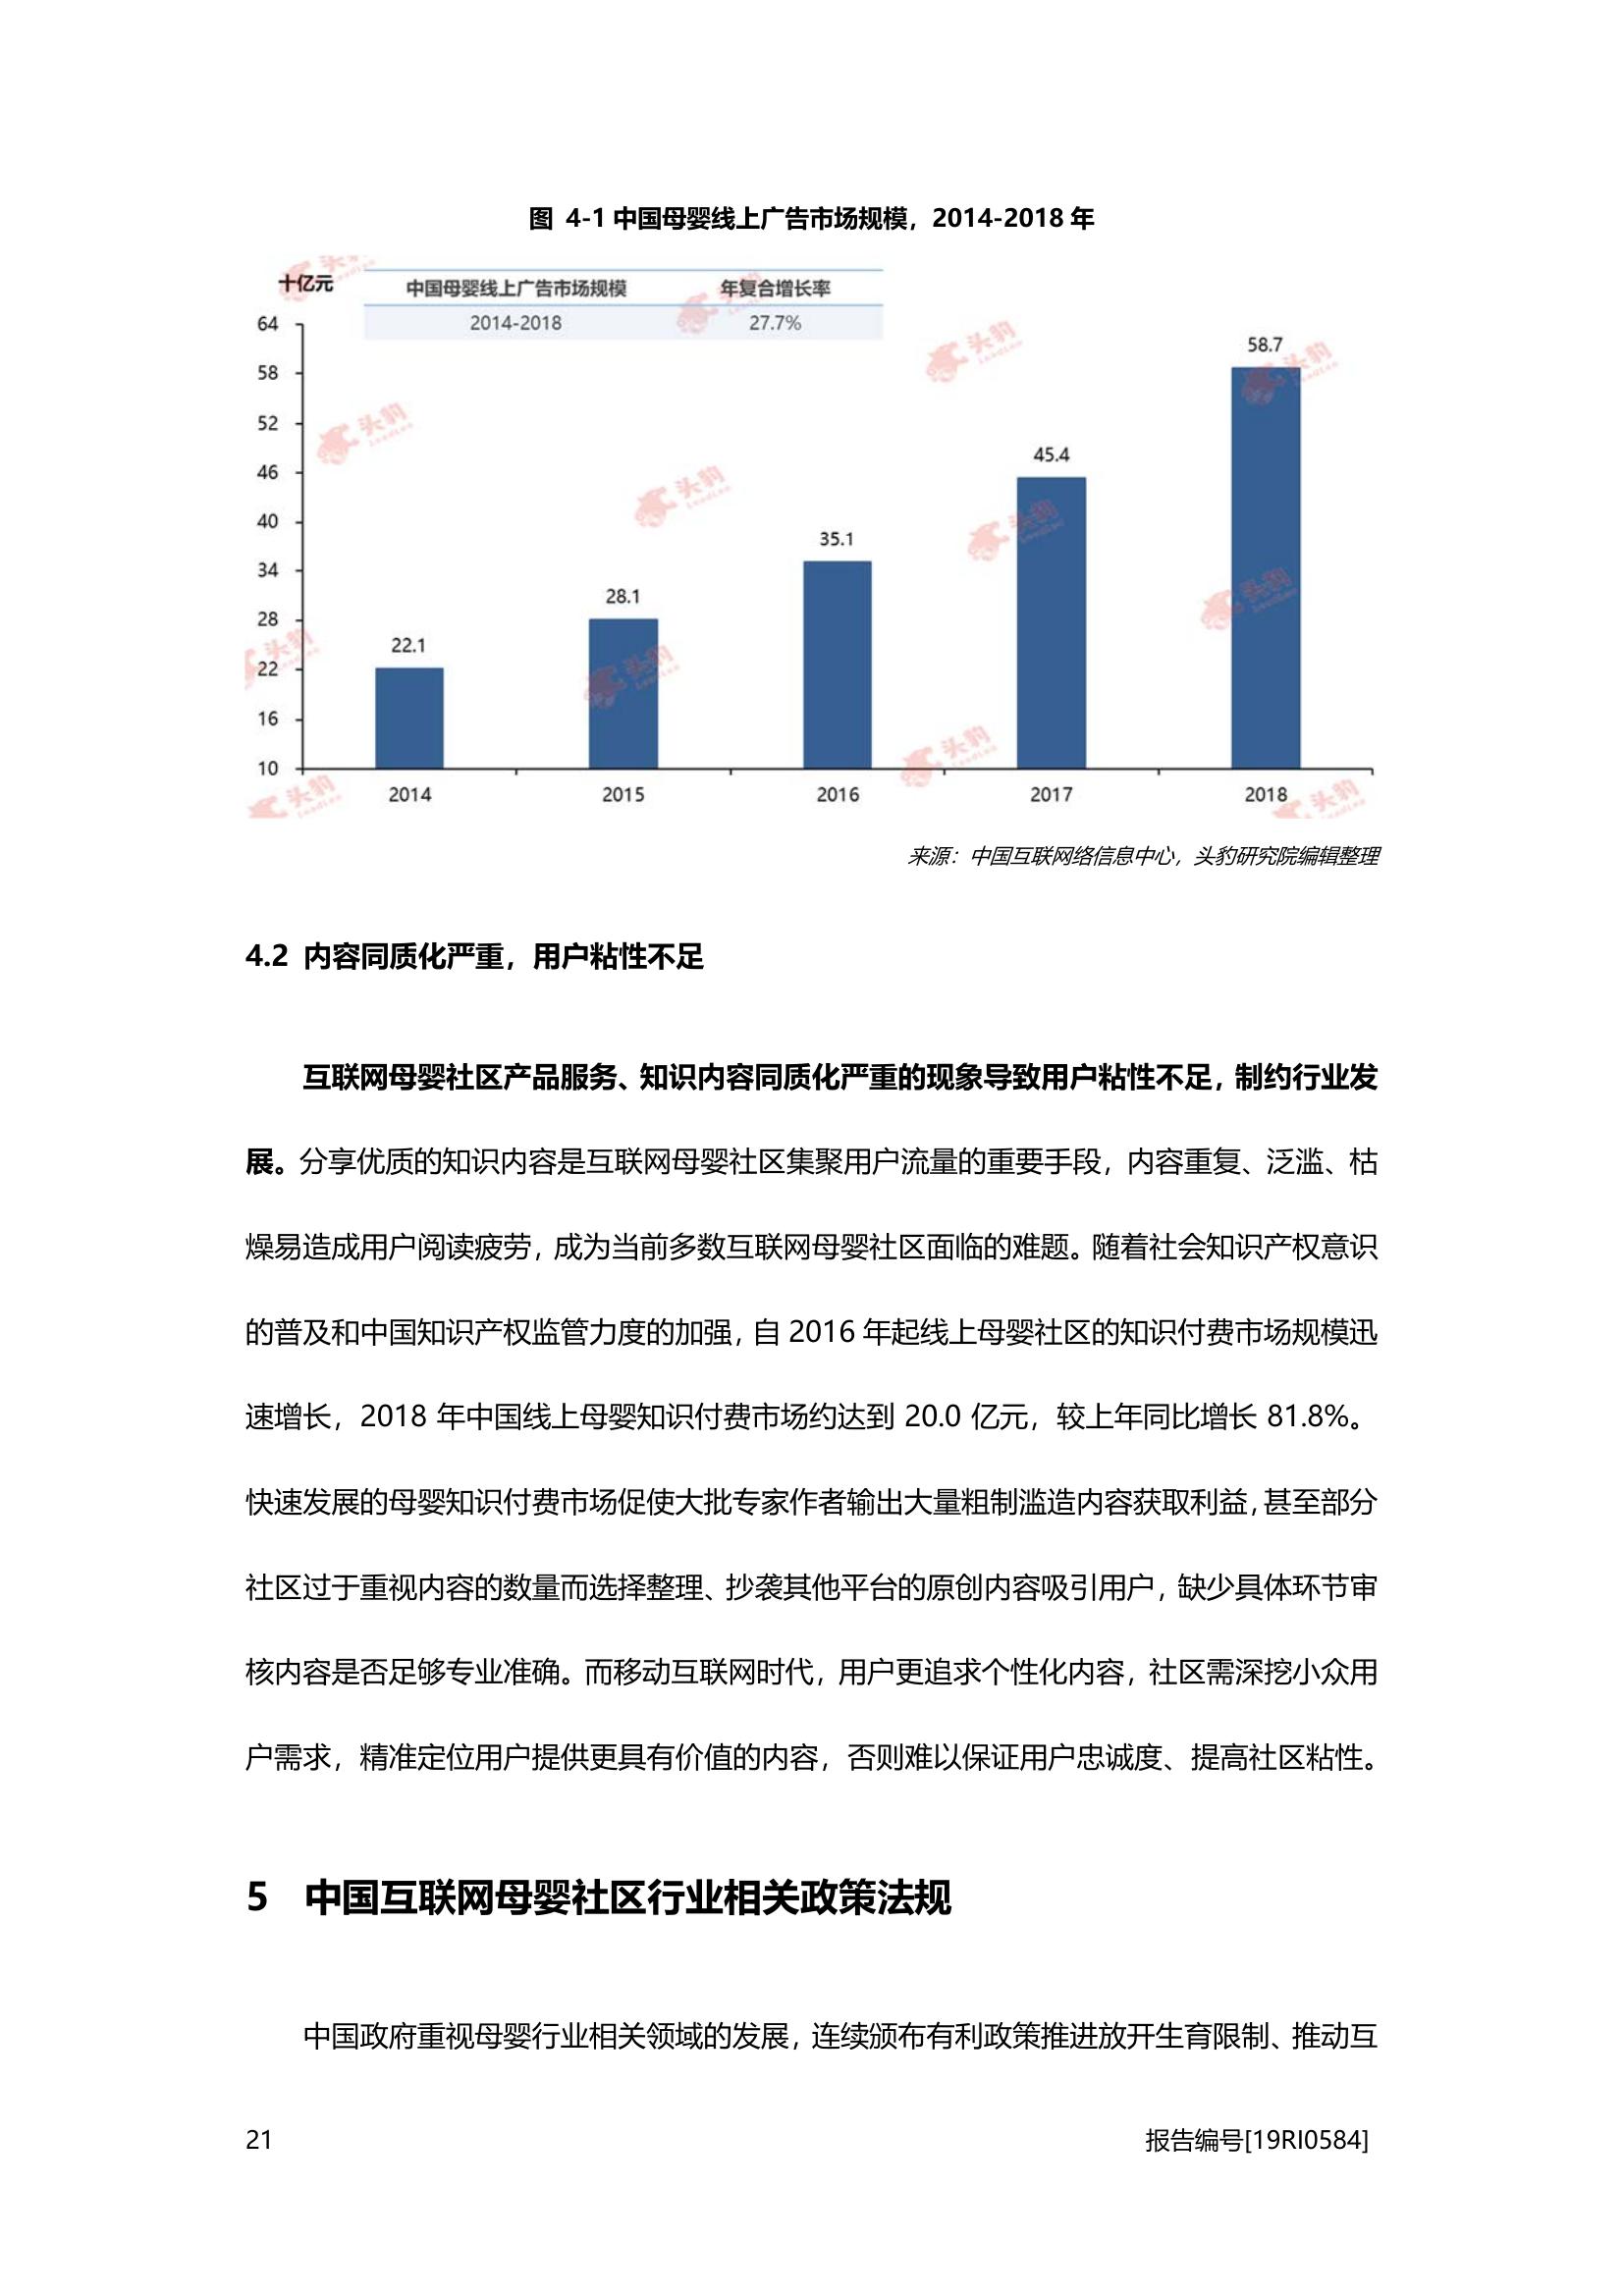 图 4-1 中国母婴线上广告市场规模，2014-2018 年
十亿元
中国母婴线上广告市场规模 年复合增长率
2014-2018 27.7%
64
58
52
46
40
34
28
22
16
10
22.1
28.1
35.1
45.4
58.7
2014 2015 2016 2017 2018
头豹
LeadLeo
来源：中国互联网络信息中心，头豹研究院编辑整理
4.2 内容同质化严重，用户粘性不足
互联网母婴社区产品服务、知识内容同质化严重的现象导致用户粘性不足，制约行业发
展。分享优质的知识内容是互联网母婴社区集聚用户流量的重要手段，内容重复、泛滥、枯
燥易造成用户阅读疲劳，成为当前多数互联网母婴社区面临的难题。随着社会知识产权意识
的普及和中国知识产权监管力度的加强，自 2016 年起线上母婴社区的知识付费市场规模迅
速增长，2018 年中国线上母婴知识付费市场约达到 20.0 亿元，较上年同比增长 81.8%。
快速发展的母婴知识付费市场促使大批专家作者输出大量粗制滥造内容获取利益，甚至部分
社区过于重视内容的数量而选择整理、抄袭其他平台的原创内容吸引用户，缺少具体环节审
核内容是否足够专业准确。而移动互联网时代，用户更追求个性化内容，社区需深挖小众用
户需求，精准定位用户提供更具有价值的内容，否则难以保证用户忠诚度、提高社区粘性。
5 中国互联网母婴社区行业相关政策法规
中国政府重视母婴行业相关领域的发展，连续颁布有利政策推进放开生育限制、推动互
21 报告编号[19RI0584]